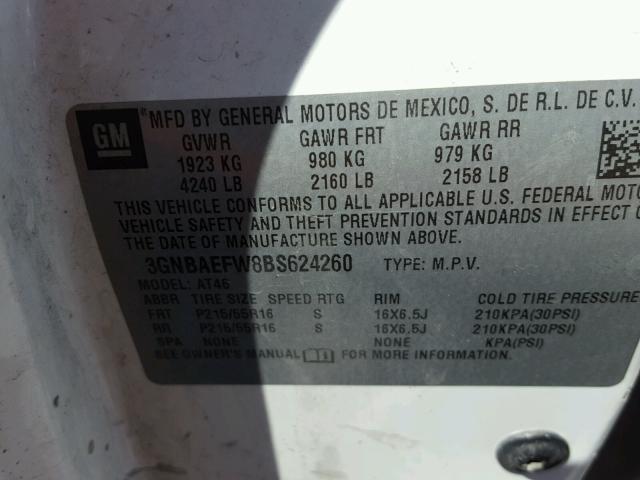 GM
®MFD BY GENERAL MOTORS DE MEXICO, S. DE R.L. DE C.V.
GVWR GAWR FRT GAWR RR
1923 KG 980 KG 979 KG
4240 LB 2160 LB 2158 LB
THIS VEHICLE CONFORMS TO ALL APPLICABLE U.S. FEDERAL MOTO
VEHICLE SAFETY AND THEFT PREVENTION STANDARDS IN EFFECT O
THE DATE OF MANUFACTURE SHOWN ABOVE.
3GNBAEFW8BS624260 TYPE: M.P.V.
MODEL: AT46
ABBR TIRE SIZE SPEED RTG RIM COLD TIRE PRESSURE
FRT P215/55R16 S 16X6.5J 210KPA(30PSI)
RR P215/55R16 S 16X6.5J 210KPA(30PSI)
SPA NONE NONE KPA(PSI)
SEE OWNER'S MANUAL FOR MORE INFORMATION